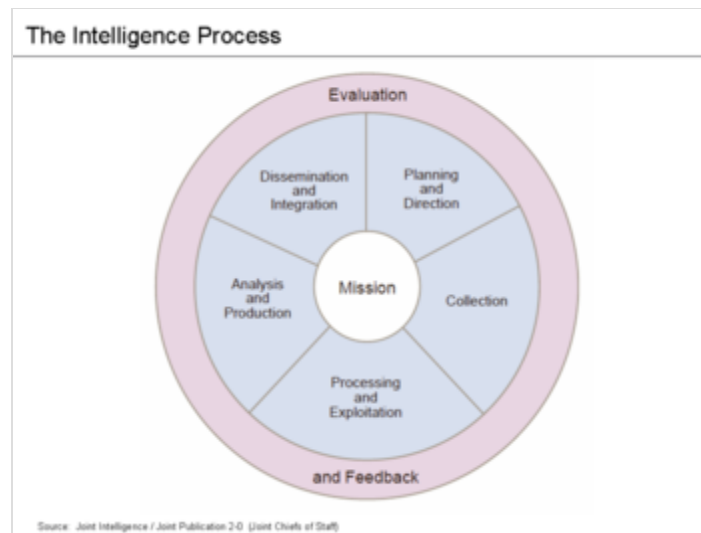 The Intelligence Process
Evaluation
Dissemination
and
Integration
Planning
and
Direction
Analysis
and
Production
Mission
Collection
Processing
and
Exploitation
and Feedback
Source: Joint Intelligence / Joint Publication 2-0 (Joint Chiefs of Staff)